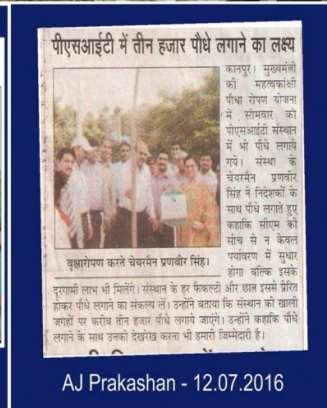 पीएसआईटी में तीन हजार पौधे लगाने का लक्ष्य
कानपुर। मुख्यमंत्री
की महत्वकांक्षी
पौधा रोपण योजना
में सोमवार को
पीएसआईटी संस्थान
में भी पौधे लगाये
गये। संस्था के
चेयरमैन प्रणवीर
सिंह ने निदेशकों के
साथ पौधे लगाते हुए
कहाकि सीएम की
सोच से न केवल
पर्यावरण में सुधार
होगा बल्कि इसके
वृक्षारोपण करते चेयरमैन प्रणवीर सिंह।
दूरगामी लाभ भी मिलेंगे। संस्थान के हर फैकल्टी और छात्र इससे प्रेरित
होकर पौधे लगाने का संकल्प लें। उन्होंने बताया कि संस्थान की खाली
जगहों पर करीब तीन हजार पौधे लगाये जाएंगे। उन्होंने कहाकि पौधे
लगाने के साथ उनकी देखरेख करना भी हमारी जिम्मेदारी है।
AJ Prakashan - 12.07.2016